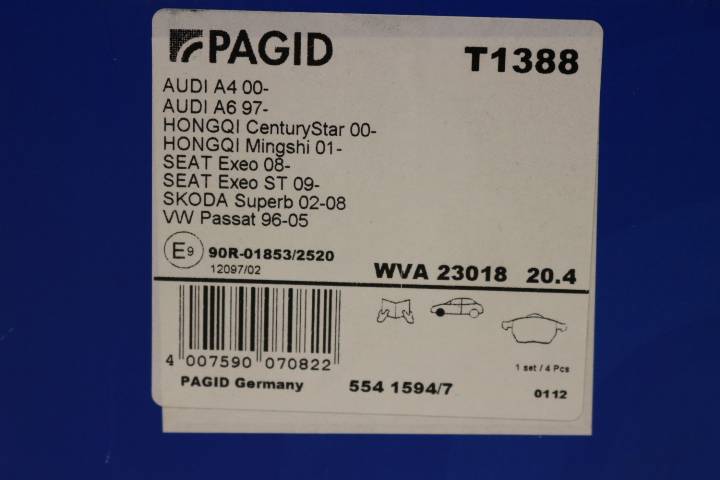 PAGID T1388
AUDI A4 00-
AUDI A6 97-
HONGQI CenturyStar 00-
HONGQI Mingshi 01-
SEAT Exeo 08-
SEAT Exeo ST 09-
SKODA Superb 02-08
VW Passat 96-05
E9 90R-01853/2520
12097/02
WVA 23018 20.4
4 007590 070822
1 set / 4 Pcs
PAGID Germany 554 1594/7 0112